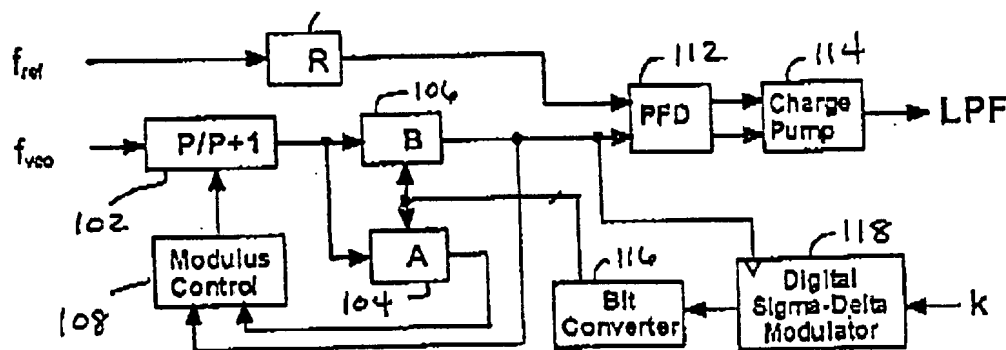 f_ref
R
112
114
106
PFD
Charge
Pump
LPF
f_vco
P/P+1
B
102
A
116
118
Modulus
Control
104
Bit
Converter
Digital
Sigma-Delta
Modulator
k
108